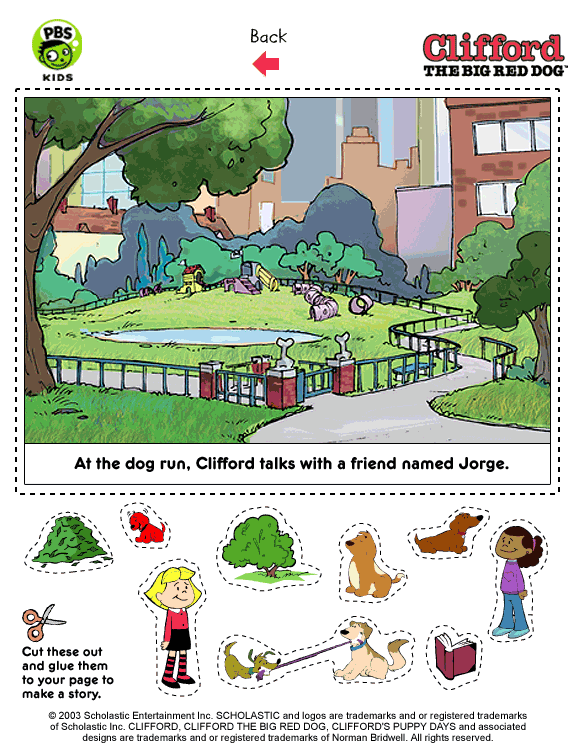 PBS
KIDS
Back
Clifford
THE BIG RED DOG™
At the dog run, Clifford talks with a friend named Jorge.
Cut these out
and glue them
to your page to
make a story.
© 2003 Scholastic Entertainment Inc. SCHOLASTIC and logos are trademarks and or registered trademarks
of Scholastic Inc. CLIFFORD, CLIFFORD THE BIG RED DOG, CLIFFORD'S PUPPY DAYS and associated
designs are trademarks and or registered trademarks of Norman Bridwell. All rights reserved.